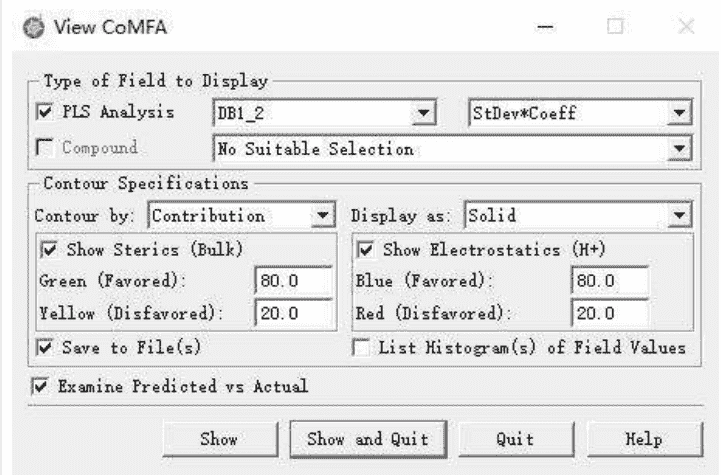 View CoMFA
Type of Field to Display
PLS Analysis DB1_2 StDev*Coeff
Compound No Suitable Selection
Contour Specifications
Contour by: Contribution Display as: Solid
Show Sterics (Bulk) Show Electrostatics (H+)
Green (Favored): 80.0 Blue (Favored): 80.0
Yellow (Disfavored): 20.0 Red (Disfavored): 20.0
Save to File(s) List Histogram(s) of Field Values
Examine Predicted vs Actual
Show Show and Quit Quit Help